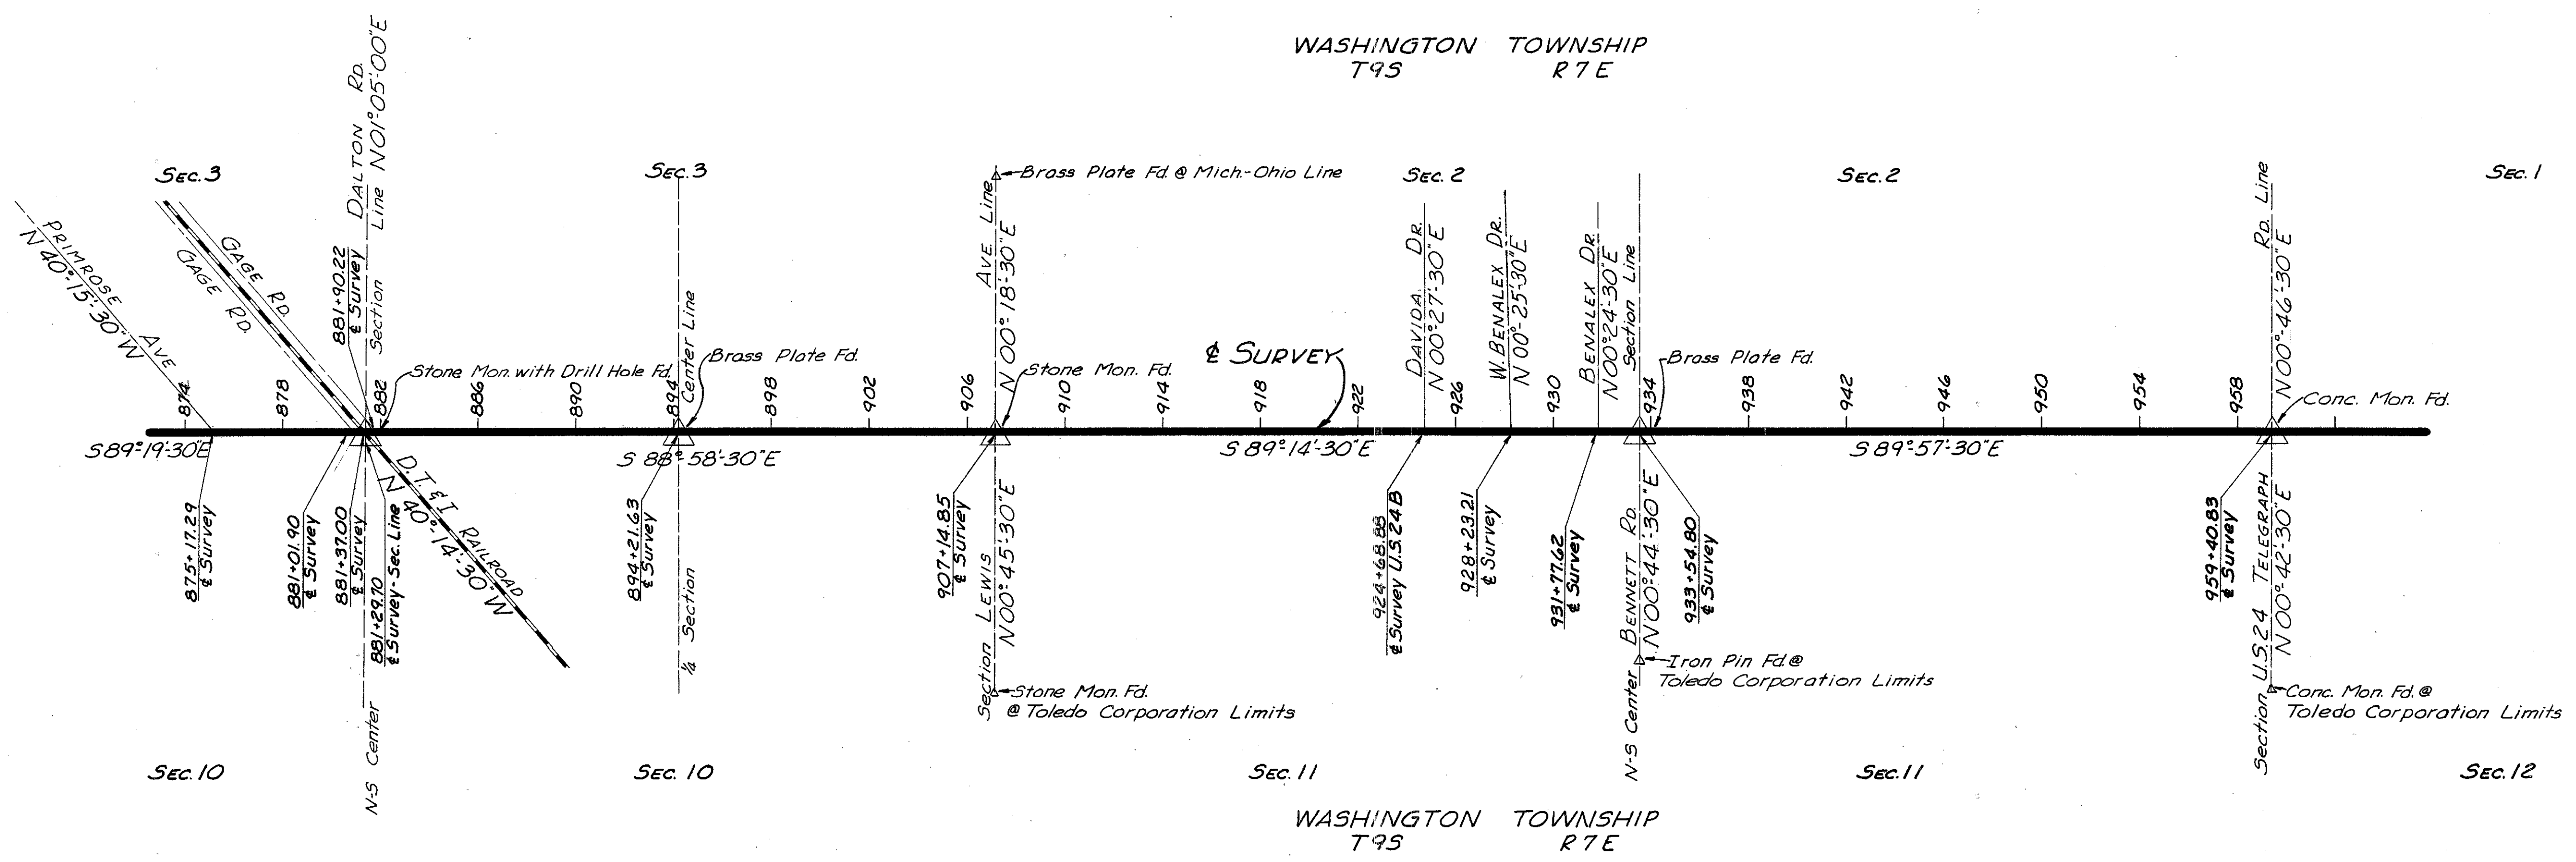 WASHINGTON TOWNSHIP
T9S R7E
SEC. 3
SEC. 3
SEC. 2
SEC. 2
SEC. 1
PRIMROSE AVE
N 40°-15'-30" W
GAGE RD.
GAGE RD.
881+90.22
℄ Survey
DALTON RD.
Section Line N01°-05'-00"E
Stone Mon. with Drill Hole Fd.
Center Line
Brass Plate Fd.
Brass Plate Fd. @ Mich.-Ohio Line
Ave. Line
N 00°-18'-30"E
Stone Mon. Fd.
℄ SURVEY
DAVIDA DR.
N 00°27'-30"E
W. BENALEX DR.
N 00°-25'30"E
BENALEX DR.
N00°24'-30"E
Section Line
Brass Plate Fd.
Rd. Line
N00°-46'-30"E
Conc. Mon. Fd.
874
878
882
886
890
894
898
902
906
910
914
918
922
926
930
934
938
942
946
950
954
958
S 89°-19'-30"E
S 88°-58'-30"E
S 89°-14'-30"E
S 89°-57'-30"E
875+17.29
℄ Survey
881+01.90
℄ Survey
881+37.00
℄ Survey
881+29.70
℄ Survey - Sec. Line
D.T. & I. RAILROAD
N 40°-14'-30" W
894+21.63
℄ Survey
1/4 Section
907+14.85
℄ Survey
Section LEWIS
N00°-45'-30"E
Stone Mon. Fd.
@ Toledo Corporation Limits
924+68.88
℄ Survey U.S. 24 B
928+23.21
℄ Survey
931+77.62
℄ Survey
N-S Center BENNETT RD.
N00°-44'-30"E
933+54.80
℄ Survey
Iron Pin Fd. @
Toledo Corporation Limits
959+40.83
℄ Survey
Section U.S. 24 TELEGRAPH
N 00°-42'-30"E
Conc. Mon. Fd. @
Toledo Corporation Limits
N-S Center
SEC. 10
SEC. 10
SEC. 11
SEC. 11
SEC. 12
WASHINGTON TOWNSHIP
T9S R7E